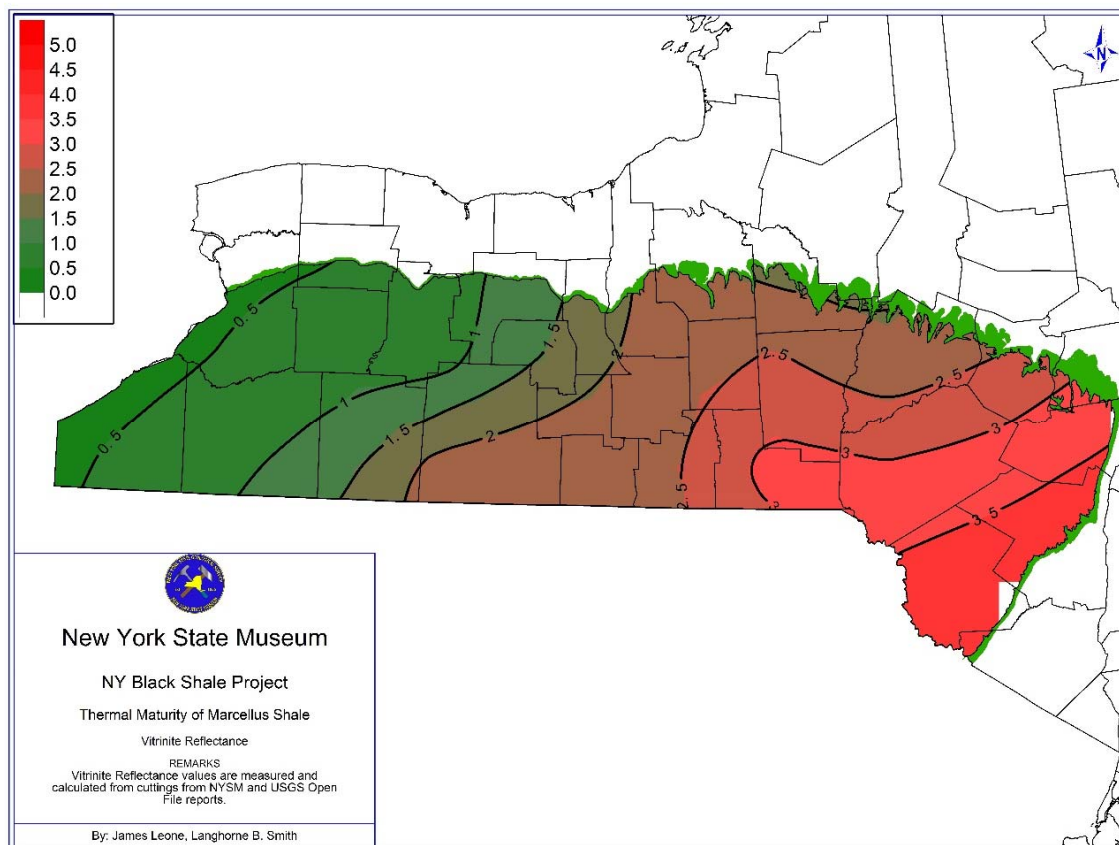 5.0
4.5
4.0
3.5
3.0
2.5
2.0
1.5
1.0
0.5
0.0
N
0.5
1
1.5
2
2.5
3
2.5
0.5
1
1.5
2
2.5
3
3.5
New York State Museum
NY Black Shale Project
Thermal Maturity of Marcellus Shale
Vitrinite Reflectance
REMARKS
Vitrinite Reflectance values are measured and
calculated from cuttings from NYSM and USGS Open
File reports.
By: James Leone, Langhorne B. Smith